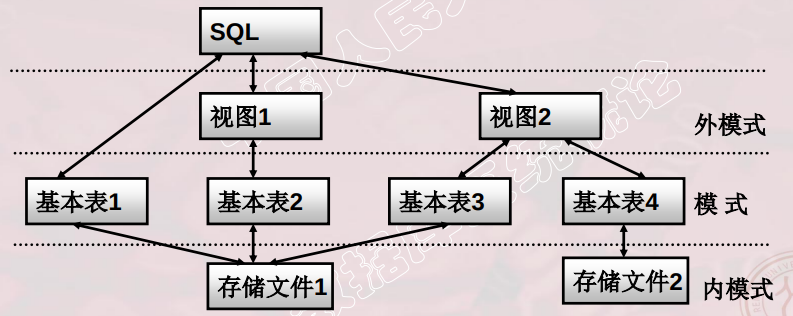 SQL
视图1
视图2
外模式
基本表1
基本表2
基本表3
基本表4
模 式
存储文件1
存储文件2
内模式